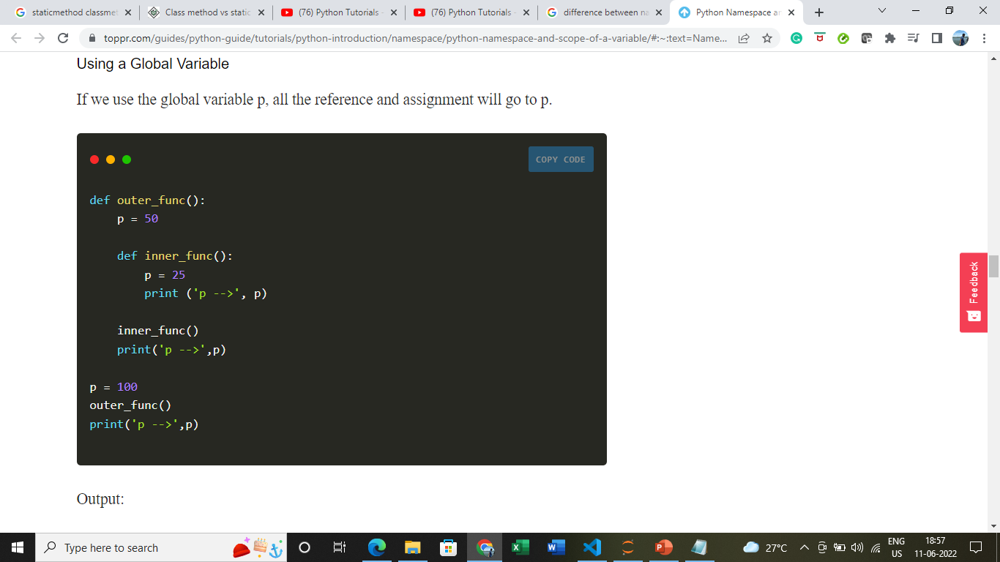 staticmethod classmet
Class method vs static
(76) Python Tutorials
(76) Python Tutorials
difference between na
Python Namespace an
toppr.com/guides/python-guide/tutorials/python-introduction/namespace/python-namespace-and-scope-of-a-variable/#:~:text=Name...
Using a Global Variable
If we use the global variable p, all the reference and assignment will go to p.
COPY CODE
def outer_func():
    p = 50
    def inner_func():
        p = 25
        print ('p -->', p)
    inner_func()
    print('p -->',p)
p = 100
outer_func()
print('p -->',p)
Feedback
Output:
Type here to search
27°C
ENG
US
18:57
11-06-2022